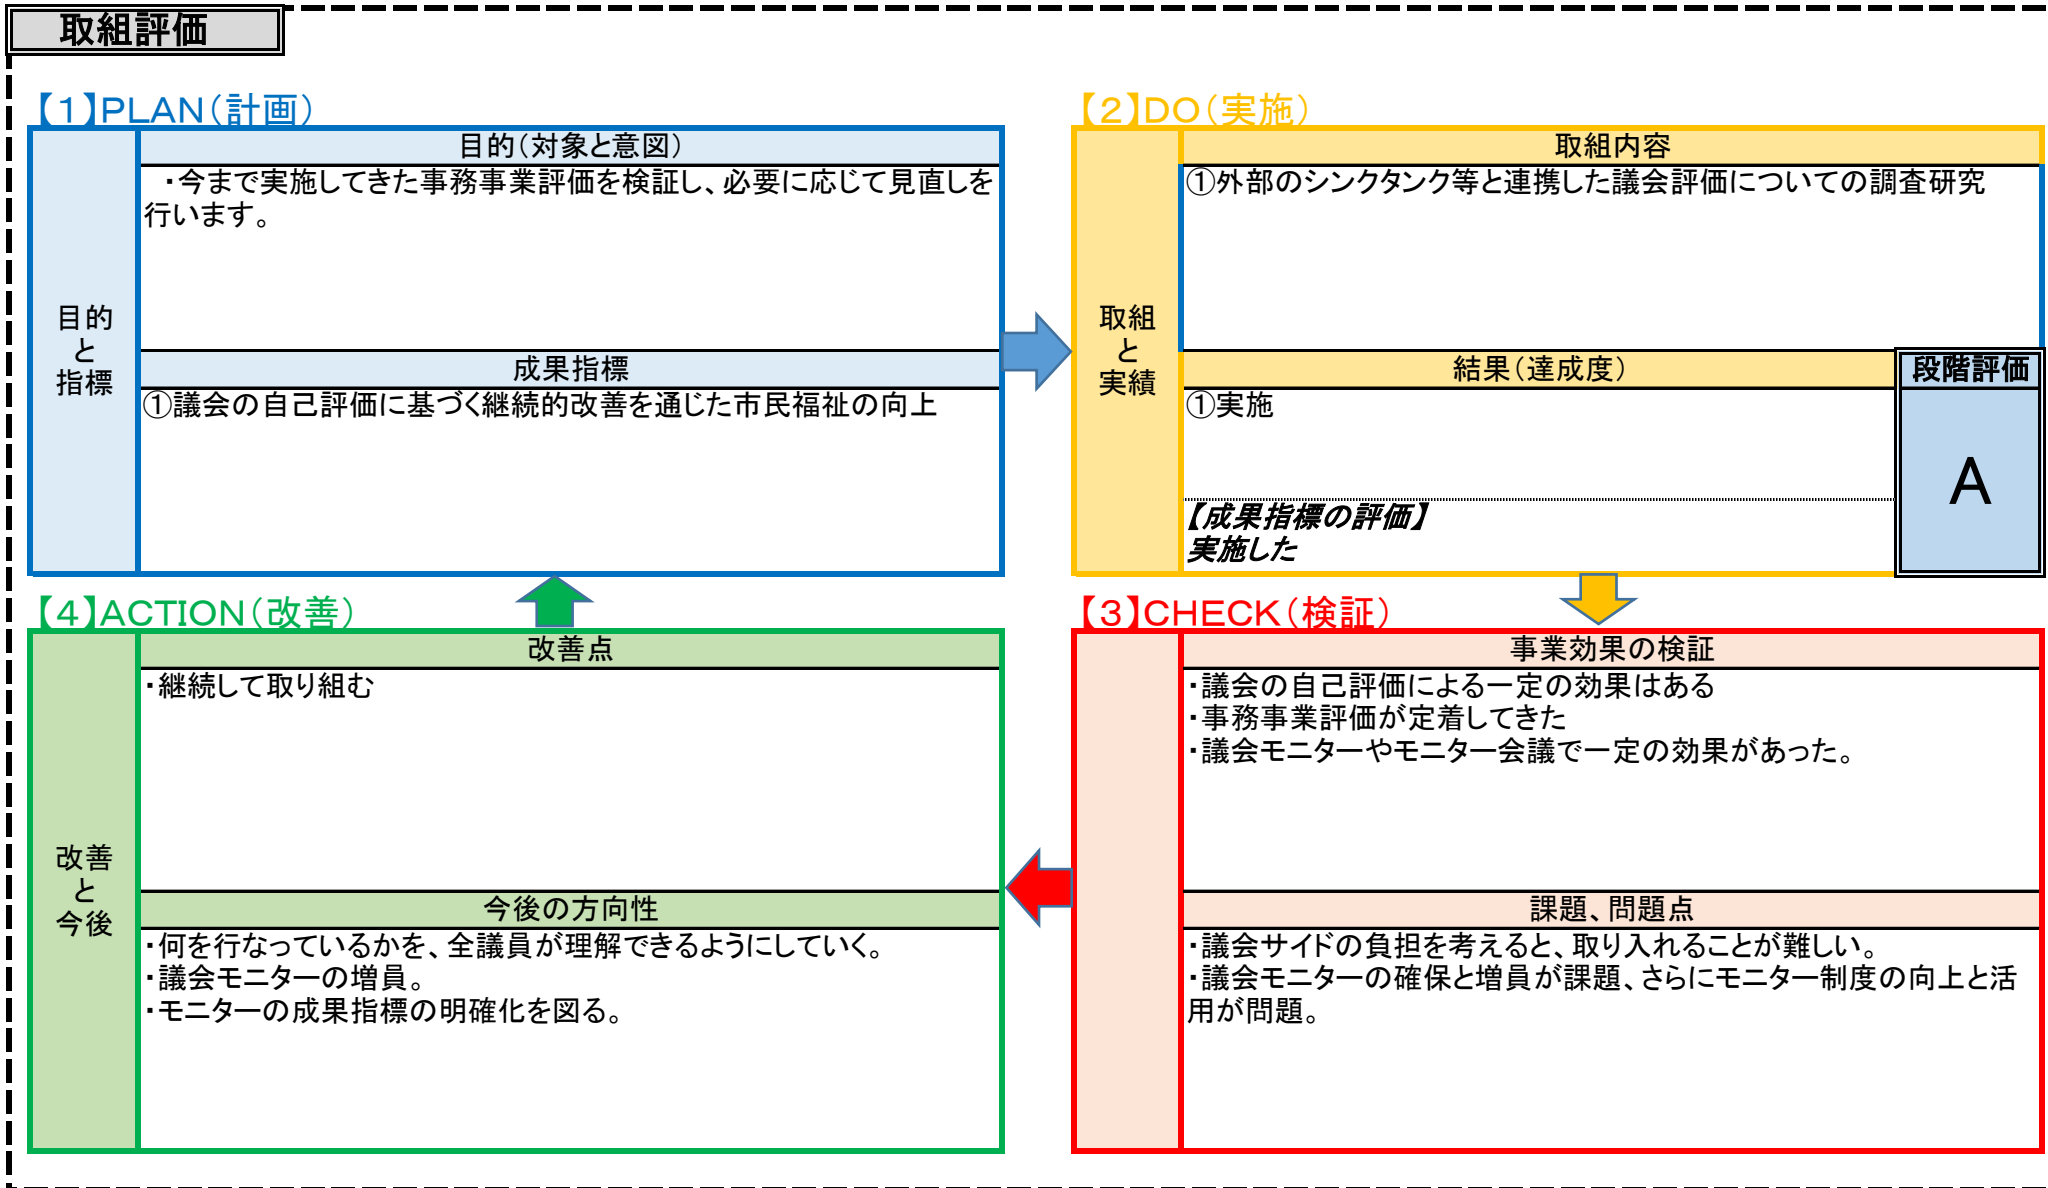 取組評価
【1】PLAN(計画)
目的(対象と意図)
・今まで実施してきた事務事業評価を検証し、必要に応じて見直しを
行います。
目的
と
指標
成果指標
①議会の自己評価に基づく継続的改善を通じた市民福祉の向上
【2】DO(実施)
取組内容
①外部のシンクタンク等と連携した議会評価についての調査研究
取組
と
実績
結果(達成度)
段階評価
①実施
A
【成果指標の評価】
実施した
【3】CHECK(検証)
事業効果の検証
・議会の自己評価による一定の効果はある
・事務事業評価が定着してきた
・議会モニターやモニター会議で一定の効果があった。
課題、問題点
・議会サイドの負担を考えると、取り入れることが難しい。
・議会モニターの確保と増員が課題、さらにモニター制度の向上と活
用が問題。
【4】ACTION(改善)
改善点
・継続して取り組む
改善
と
今後
今後の方向性
・何を行なっているかを、全議員が理解できるようにしていく。
・議会モニターの増員。
・モニターの成果指標の明確化を図る。